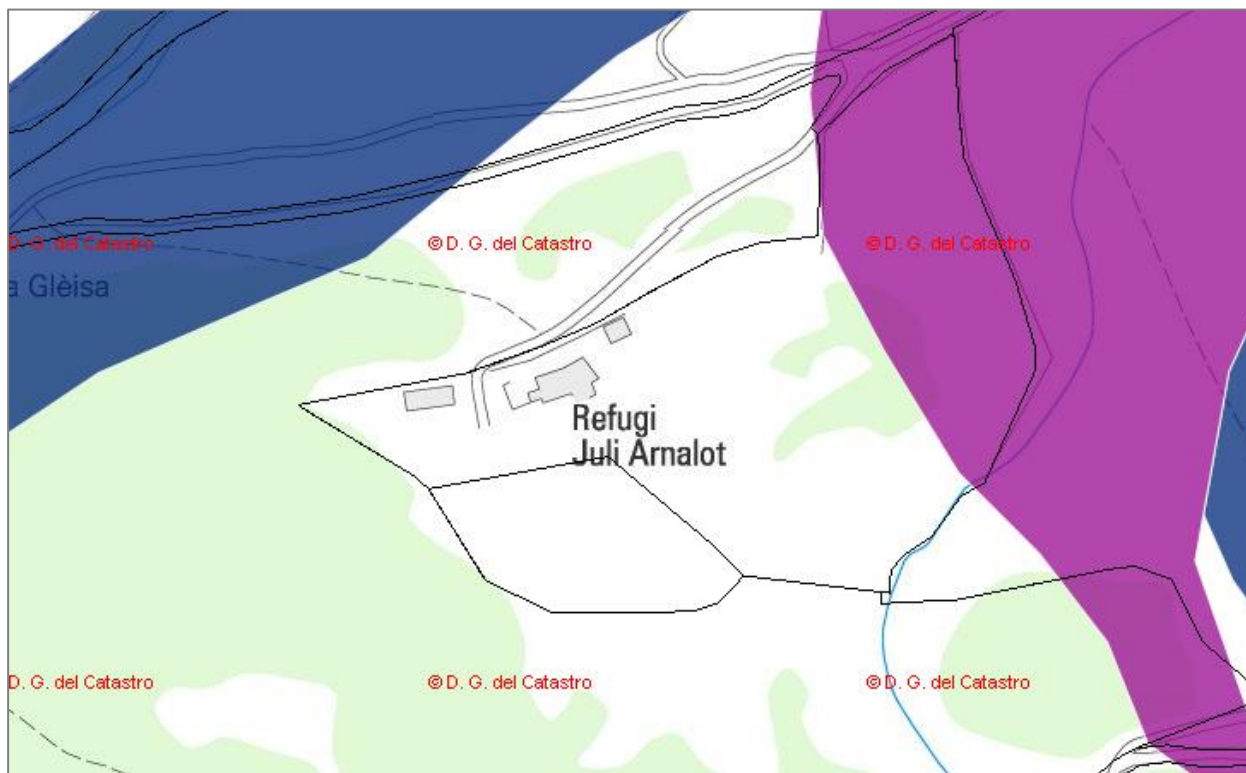 D. G. del Catastro
© D. G. del Catastro
© D. G. del Catastro
a Glèisa
Refugi
Juli Arnalot
D. G. del Catastro
© D. G. del Catastro
© D. G. del Catastro